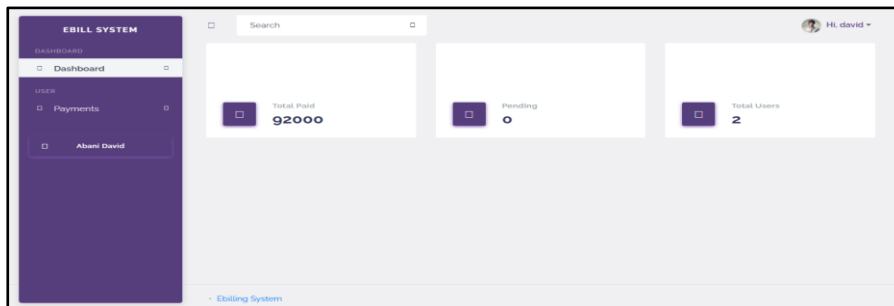 EBILL SYSTEM
DASHBOARD
Dashboard
USER
Payments
Abani David
Search
Hi, david
Total Paid
92000
Pending
0
Total Users
2
Ebilling System